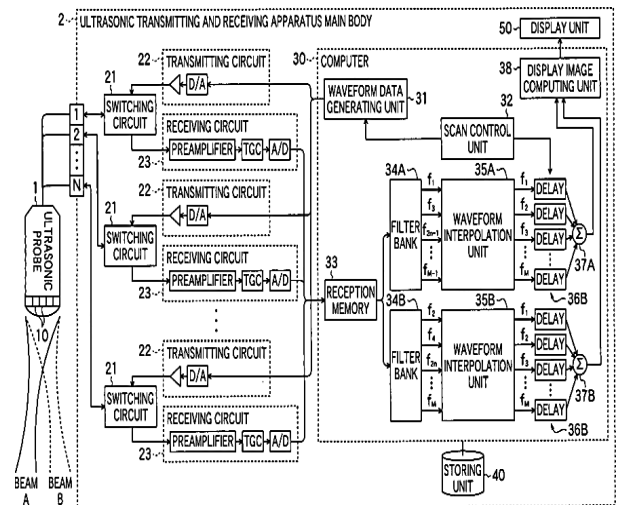 2
ULTRASONIC TRANSMITTING AND RECEIVING APPARATUS MAIN BODY
50
DISPLAY UNIT
22
TRANSMITTING CIRCUIT
30
COMPUTER
38
DISPLAY IMAGE COMPUTING UNIT
21
SWITCHING CIRCUIT
D/A
WAVEFORM DATA GENERATING UNIT
31
32
SCAN CONTROL UNIT
1
2
N
RECEIVING CIRCUIT
PREAMPLIFIER
TGC
A/D
23
22
TRANSMITTING CIRCUIT
D/A
21
SWITCHING CIRCUIT
RECEIVING CIRCUIT
PREAMPLIFIER
TGC
A/D
23
1
ULTRASONIC PROBE
10
33
RECEPTION MEMORY
34A
FILTER BANK
f1
f3
f2n-1
fM-1
35A
WAVEFORM INTERPOLATION UNIT
f1
f2
f3
fM
DELAY
DELAY
DELAY
DELAY
Σ
37A
36B
34B
FILTER BANK
f2
f4
f2n
fM
35B
WAVEFORM INTERPOLATION UNIT
f1
f2
f3
fM
DELAY
DELAY
DELAY
DELAY
Σ
37B
36B
22
TRANSMITTING CIRCUIT
D/A
21
SWITCHING CIRCUIT
RECEIVING CIRCUIT
PREAMPLIFIER
TGC
A/D
23
BEAM A
BEAM B
STORING UNIT
40